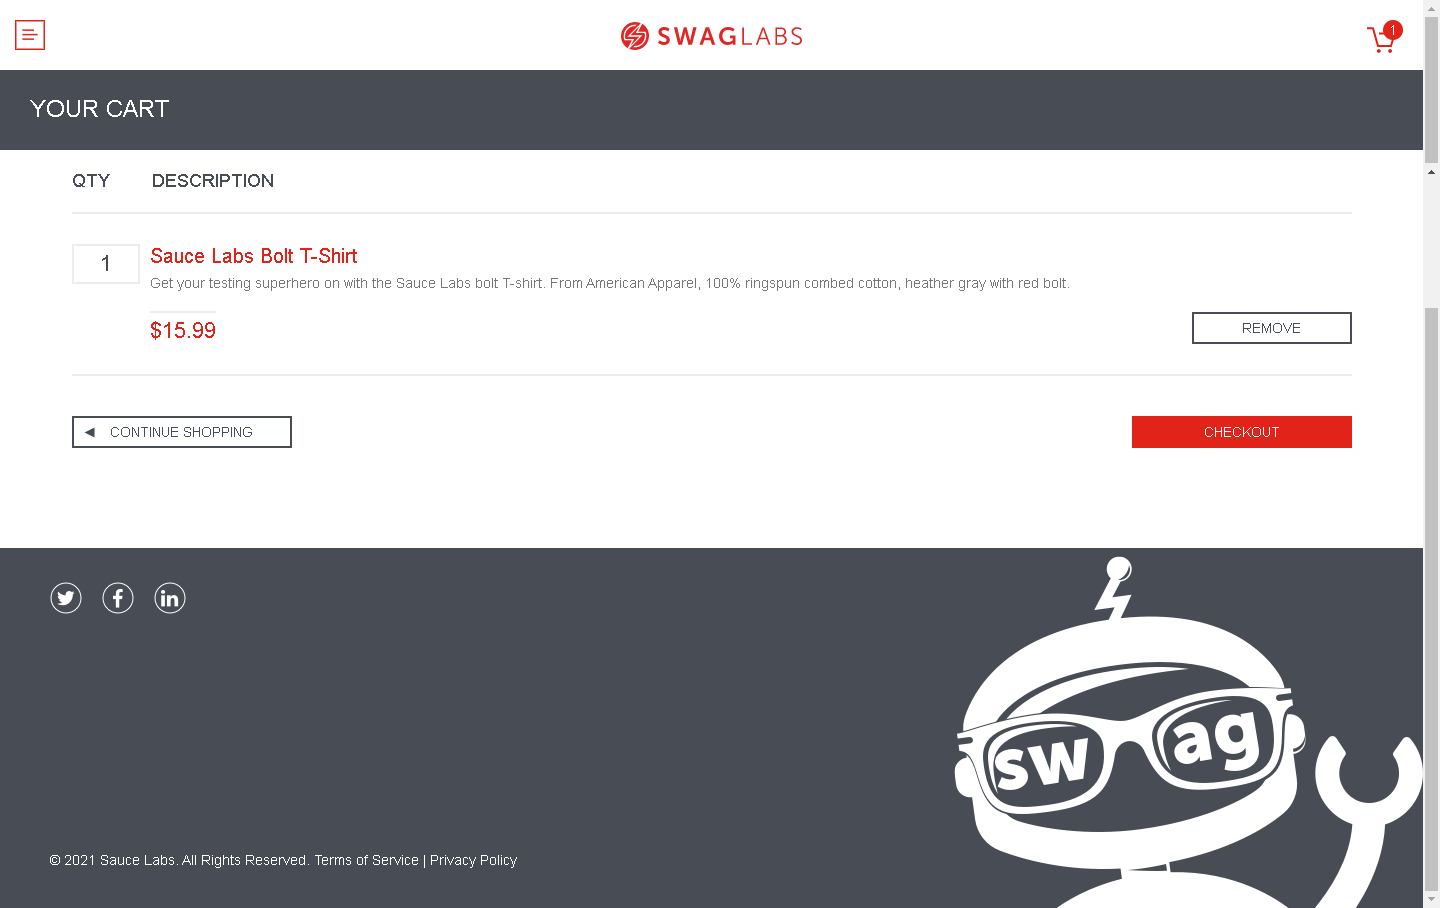 SWAGLABS
1
YOUR CART
QTY DESCRIPTION
1
Sauce Labs Bolt T-Shirt
Get your testing superhero on with the Sauce Labs bolt T-shirt. From American Apparel, 100% ringspun combed cotton, heather gray with red bolt.
$15.99
REMOVE
CONTINUE SHOPPING
CHECKOUT
swag
© 2021 Sauce Labs. All Rights Reserved. Terms of Service | Privacy Policy